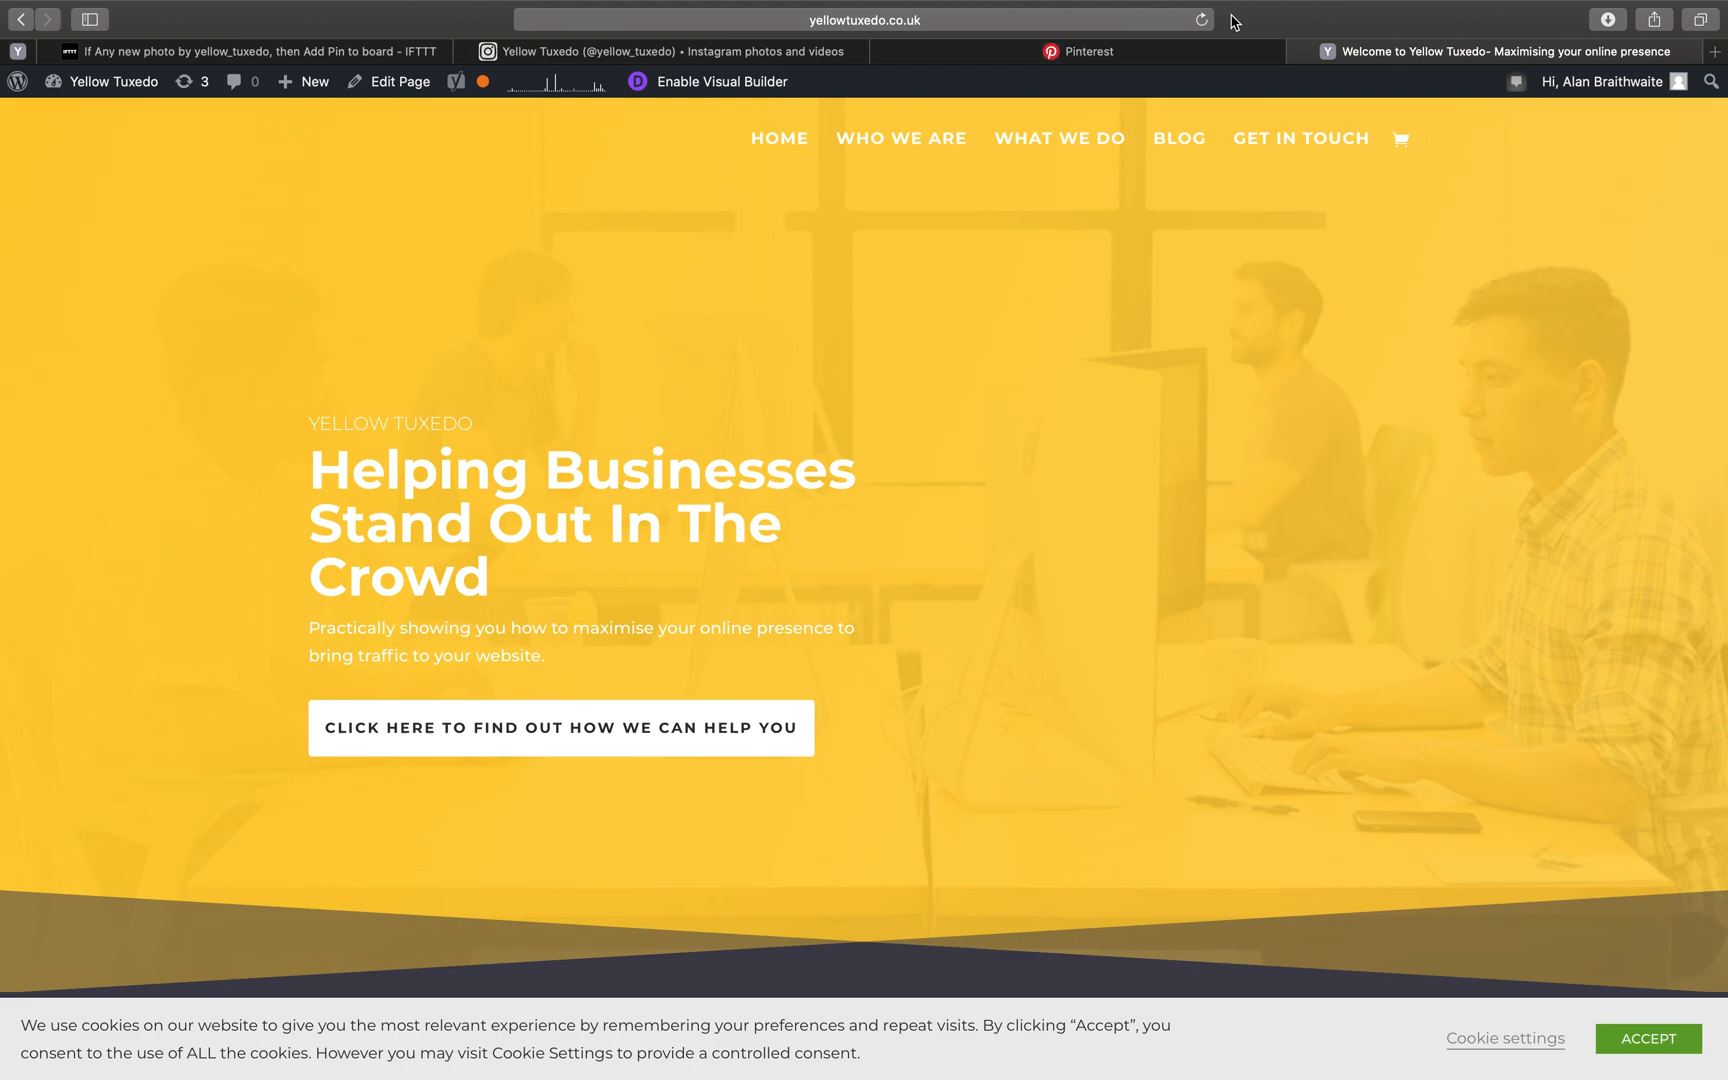 yellowtuxedo.co.uk
Y
IFTTT If Any new photo by yellow_tuxedo, then Add Pin to board - IFTTT
Yellow Tuxedo (@yellow_tuxedo) • Instagram photos and videos
Pinterest
Y Welcome to Yellow Tuxedo- Maximising your online presence
Yellow Tuxedo 3 0 + New Edit Page D Enable Visual Builder Hi, Alan Braithwaite
HOME WHO WE ARE WHAT WE DO BLOG GET IN TOUCH
YELLOW TUXEDO
Helping Businesses
Stand Out In The
Crowd
Practically showing you how to maximise your online presence to
bring traffic to your website.
CLICK HERE TO FIND OUT HOW WE CAN HELP YOU
We use cookies on our website to give you the most relevant experience by remembering your preferences and repeat visits. By clicking “Accept”, you
consent to the use of ALL the cookies. However you may visit Cookie Settings to provide a controlled consent.
Cookie settings
ACCEPT